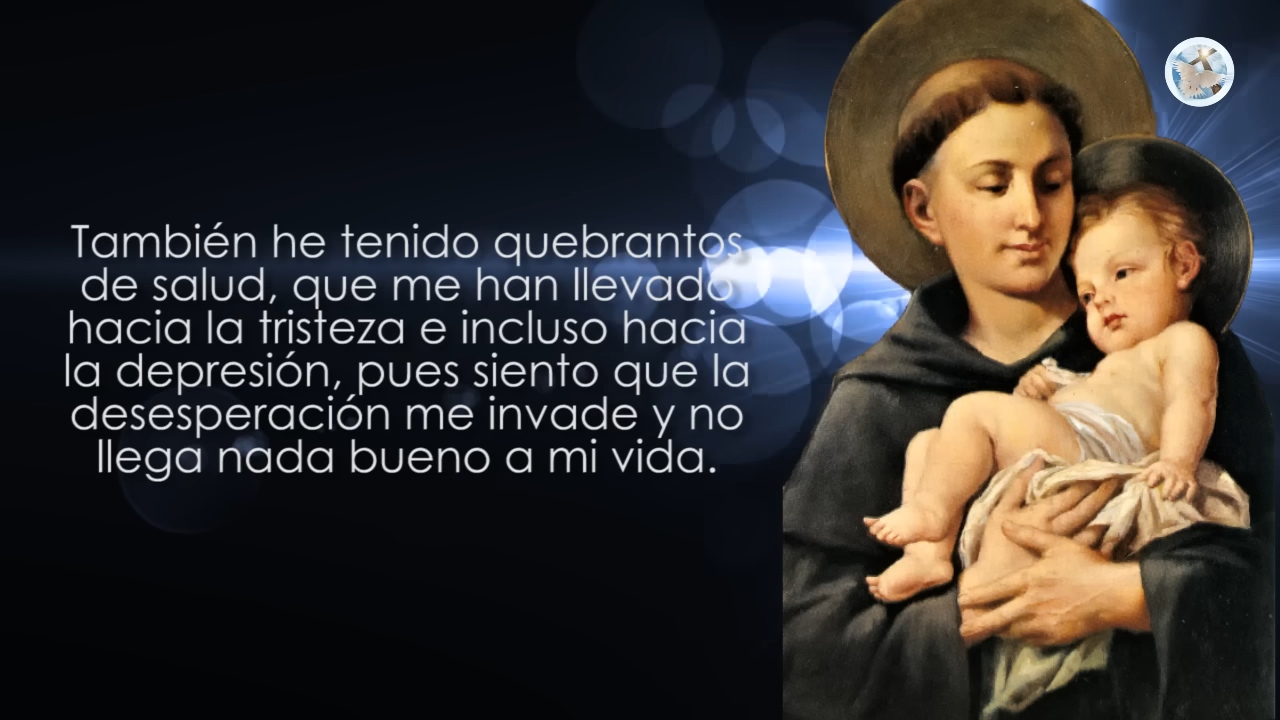 También he tenido quebrantos
de salud, que me han llevado
hacia la tristeza e incluso hacia
la depresión, pues siento que la
desesperación me invade y no
llega nada bueno a mi vida.